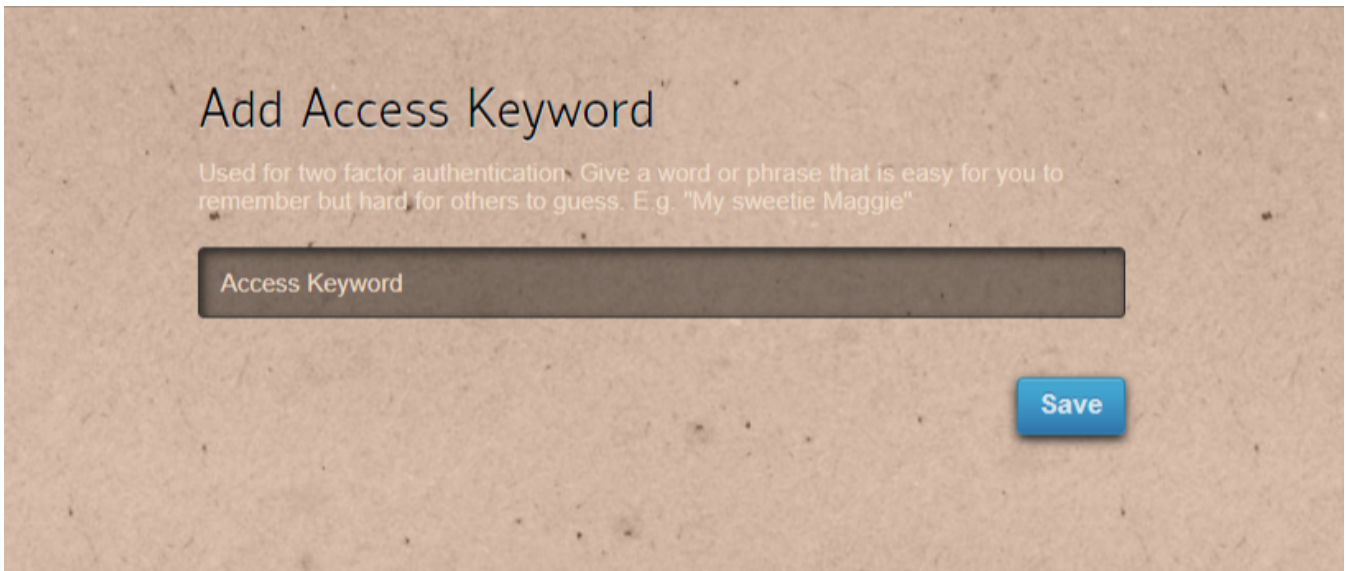 Add Access Keyword
Used for two factor authentication. Give a word or phrase that is easy for you to
remember but hard for others to guess. E.g. "My sweetie Maggie"
Access Keyword
Save